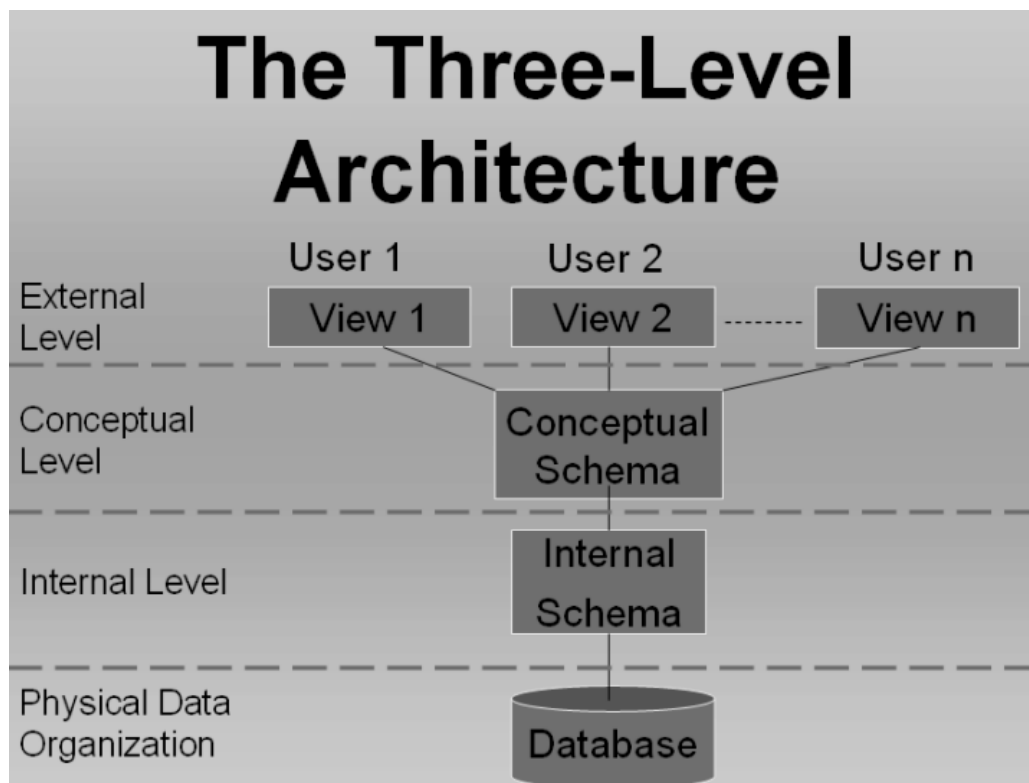 The Three-Level
Architecture
User 1
User 2
User n
External
Level
View 1
View 2
View n
Conceptual
Level
Conceptual
Schema
Internal Level
Internal
Schema
Physical Data
Organization
Database